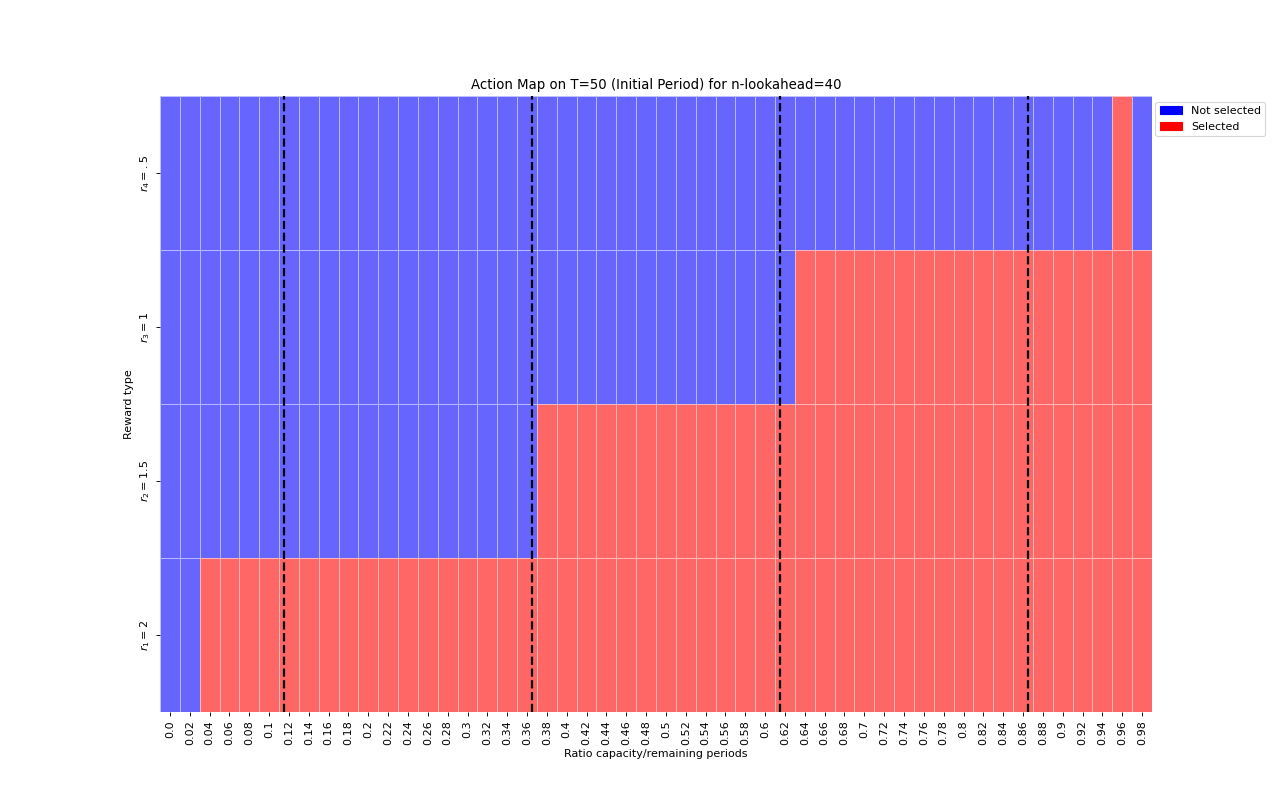 Action Map on T=50 (Initial Period) for n-lookahead=40
Not selected
Selected
Reward type
r₄ = .5
r₃ = 1
r₂ = 1.5
r₁ = 2
0.0 0.02 0.04 0.06 0.08 0.1 0.12 0.14 0.16 0.18 0.2 0.22 0.24 0.26 0.28 0.3 0.32 0.34 0.36 0.38 0.4 0.42 0.44 0.46 0.48 0.5 0.52 0.54 0.56 0.58 0.6 0.62 0.64 0.66 0.68 0.7 0.72 0.74 0.76 0.78 0.8 0.82 0.84 0.86 0.88 0.9 0.92 0.94 0.96 0.98
Ratio capacity/remaining periods